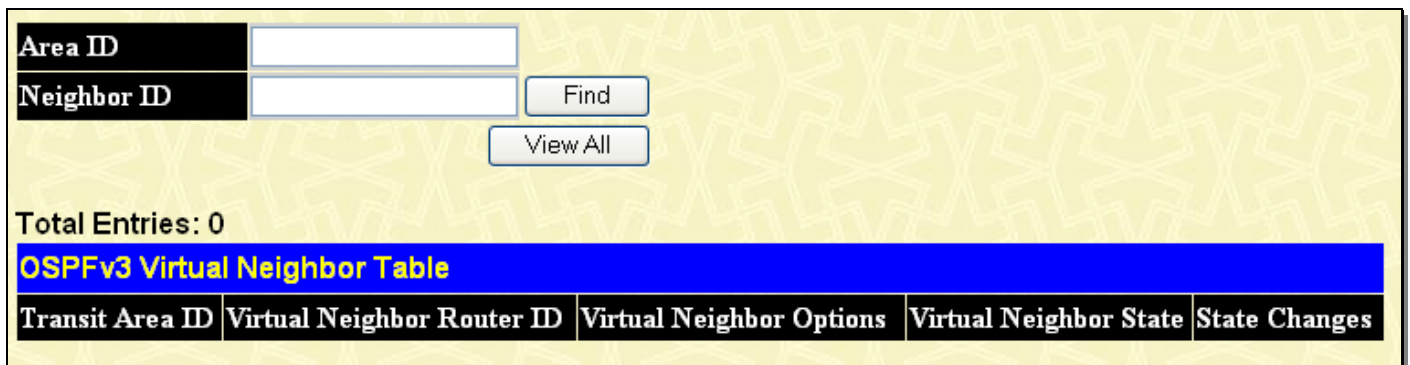 Area ID
Neighbor ID Find
View All
Total Entries: 0
OSPFv3 Virtual Neighbor Table
Transit Area ID Virtual Neighbor Router ID Virtual Neighbor Options Virtual Neighbor State State Changes